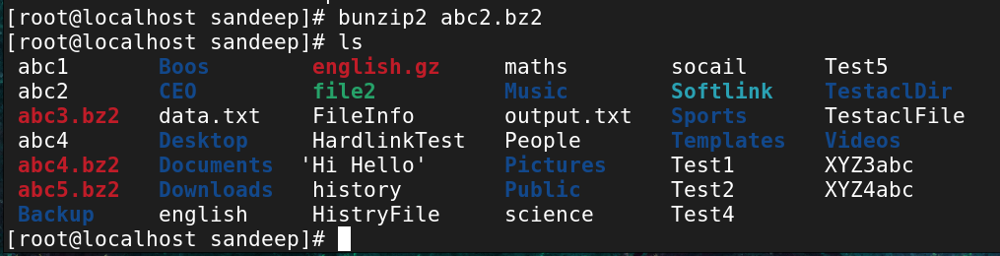 [root@localhost sandeep]# bunzip2 abc2.bz2
[root@localhost sandeep]# ls
abc1 Boos english.gz maths socail Test5
abc2 CEO file2 Music Softlink TestaclDir
abc3.bz2 data.txt FileInfo output.txt Sports TestaclFile
abc4 Desktop HardlinkTest People Templates Videos
abc4.bz2 Documents 'Hi Hello' Pictures Test1 XYZ3abc
abc5.bz2 Downloads history Public Test2 XYZ4abc
Backup english HistryFile science Test4
[root@localhost sandeep]#